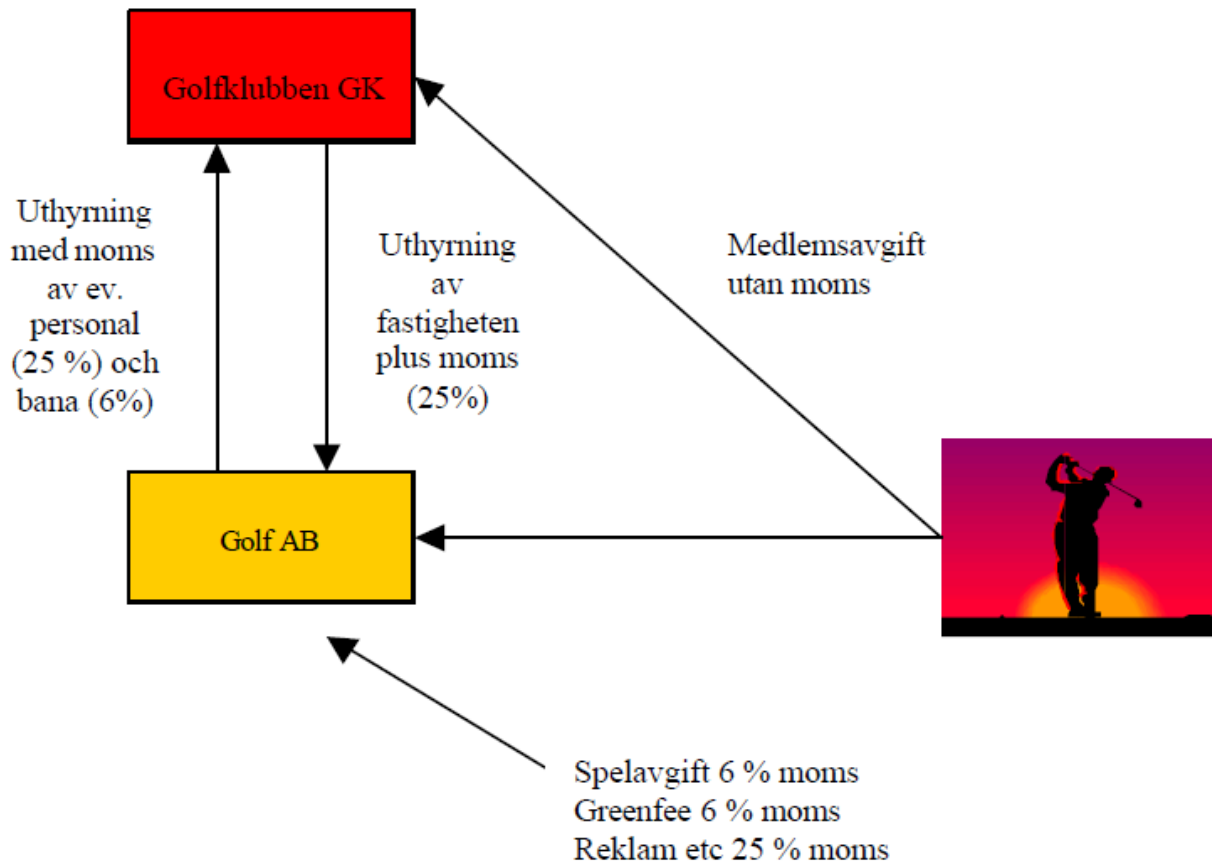 Golfklubben GK
Uthyrning
med moms
av ev.
personal
(25 %) och
bana (6%)
Uthyrning
av
fastigheten
plus moms
(25%)
Medlemsavgift
utan moms
Golf AB
Spelavgift 6 % moms
Greenfee 6 % moms
Reklam etc 25 % moms